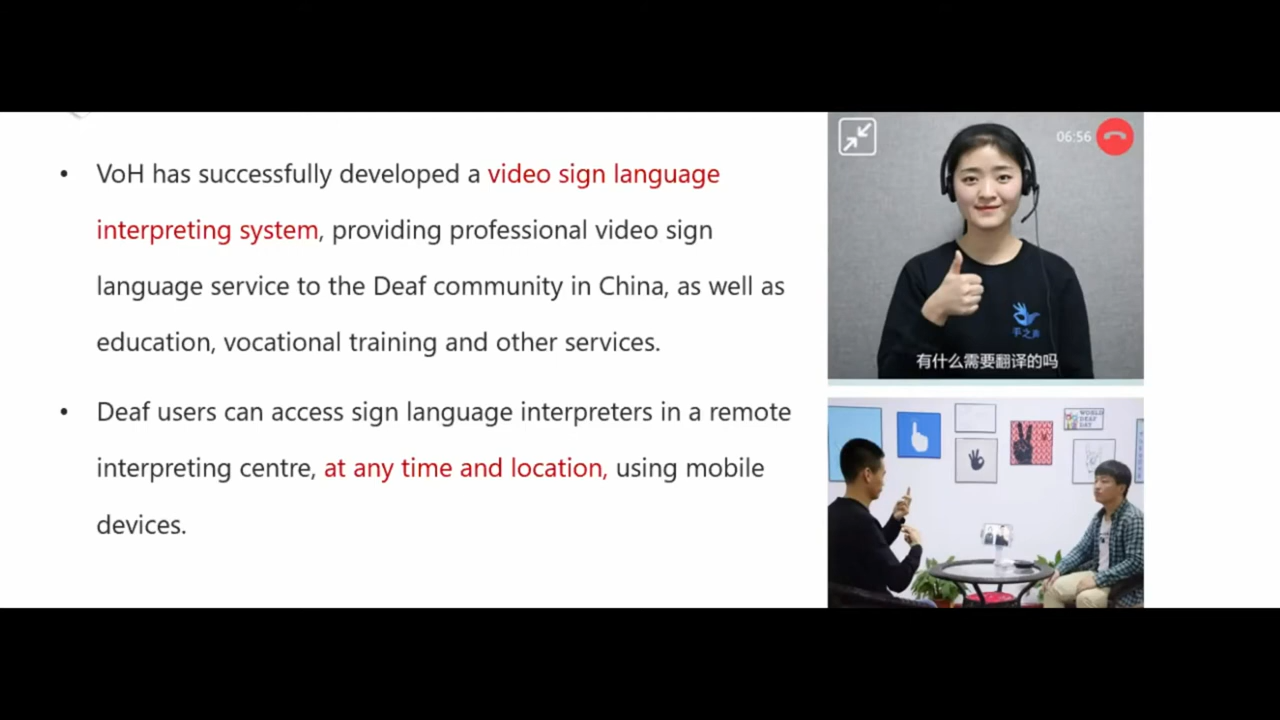 VoH has successfully developed a video sign language
interpreting system, providing professional video sign
language service to the Deaf community in China, as well as
education, vocational training and other services.
Deaf users can access sign language interpreters in a remote
interpreting centre, at any time and location, using mobile
devices.
06:56
手之声
有什么需要翻译的吗
WORLD
DEAF
DAY